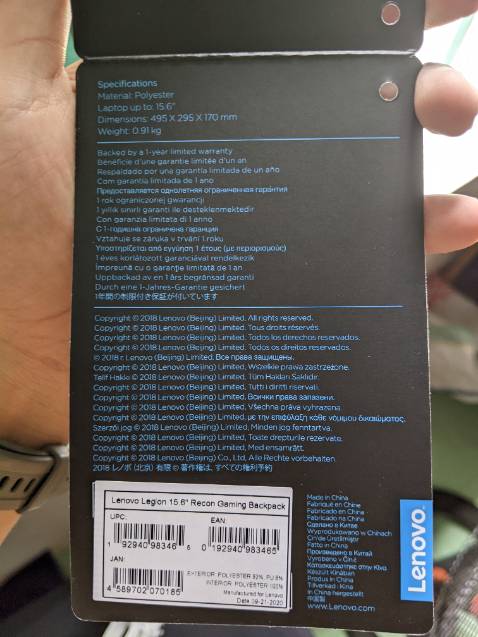 Specifications
Material: Polyester
Laptop up to: 15.6"
Dimensions: 495 X 295 X 170 mm
Weight: 0.91 kg
Backed by a 1-year limited warranty
Bénéficie d'une garantie limitée d'un an
Respaldado por una garantía limitada de un año
Com garantia limitada de 1 ano
Предоставляется однолетняя ограниченная гарантия
1 rok ograniczonej gwarancji
1 yıllık sınırlı garanti ile desteklenmektedir
Con garanzia limitata di 1 anno
С 1-годишна ограничена гаранция
Vztahuje se záruka v trvání 1 roku
Υποστηρίζεται από εγγύηση 1 έτους (με περιορισμούς)
1 éves korlátozott garanciával rendelkezik
Împreună cu o garanţie limitată de 1 an
Uppbackad av en 1 års begränsad garanti
Durch eine 1-Jahres-Garantie gesichert
1年間の制限付き保証が付いています
Copyright © 2018 Lenovo (Beijing) Limited. All rights reserved.
Copyright © 2018 Lenovo (Beijing) Limited. Tous droits réservés.
Copyright © 2018 Lenovo (Beijing) Limited. Todos los derechos reservados.
Copyright © 2018 Lenovo (Beijing) Limited. Todos os direitos reservados.
© 2018 г Lenovo (Beijing) Limited. Все права защищены.
Copyright © 2018 Lenovo (Beijing) Limited. Wszelkie prawa zastrzeżone.
Telif Hakkı © 2018 Lenovo (Beijing) Limited. Tüm Hakları Saklıdır.
Copyright © 2018 Lenovo (Beijing) Limited. Tutti i diritti riservati.
Copyright © 2018 Lenovo (Beijing) Limited. Всички права запазени.
Copyright © 2018 Lenovo (Beijing) Limited. Všechna práva vyhrazena.
Copyright © 2018 Lenovo (Beijing) Limited. με την επιφύλαξη κάθε νόμιμου δικαιώματος.
Szerzői jog © 2018 Lenovo (Beijing) Limited. Minden jog fenntartva.
Copyright © 2018 Lenovo (Beijing) Limited. Toate drepturile rezervate.
Copyright © 2018 Lenovo (Beijing) Limited. Med ensamrätt.
Copyright © 2018 Lenovo (Beijing) Co., Ltd, Alle Rechte vorbehalten
2018 レノボ (北京) 有限 © 著作権は、すべての権利予約
Lenovo Legion 15.6" Recon Gaming Backpack
UPC:
1 92940 98346 6
EAN:
0 192940 983466
JAN:
4 589702 070185
EXTERIOR: POLYESTER 92%, PU 8%
INTERIOR: POLYESTER 100%
Manufactured for Lenovo
Date 09-21-2020
Made in China
Fabriqué en Chine
Fabricado en China
Fabricado na China
Сделано в Китае
Wyprodukowano w Chinach
Çin'de Üretilmiştir
Fatto in China
Произведено в Китай
Vyrobeno v Číně
Κατασκευάστηκε στην Κίνα
Készült Kínában
Produs în China
Tillverkad i Kina
In China hergestellt
中国製
www.Lenovo.com
Lenovo.
Lenovo.